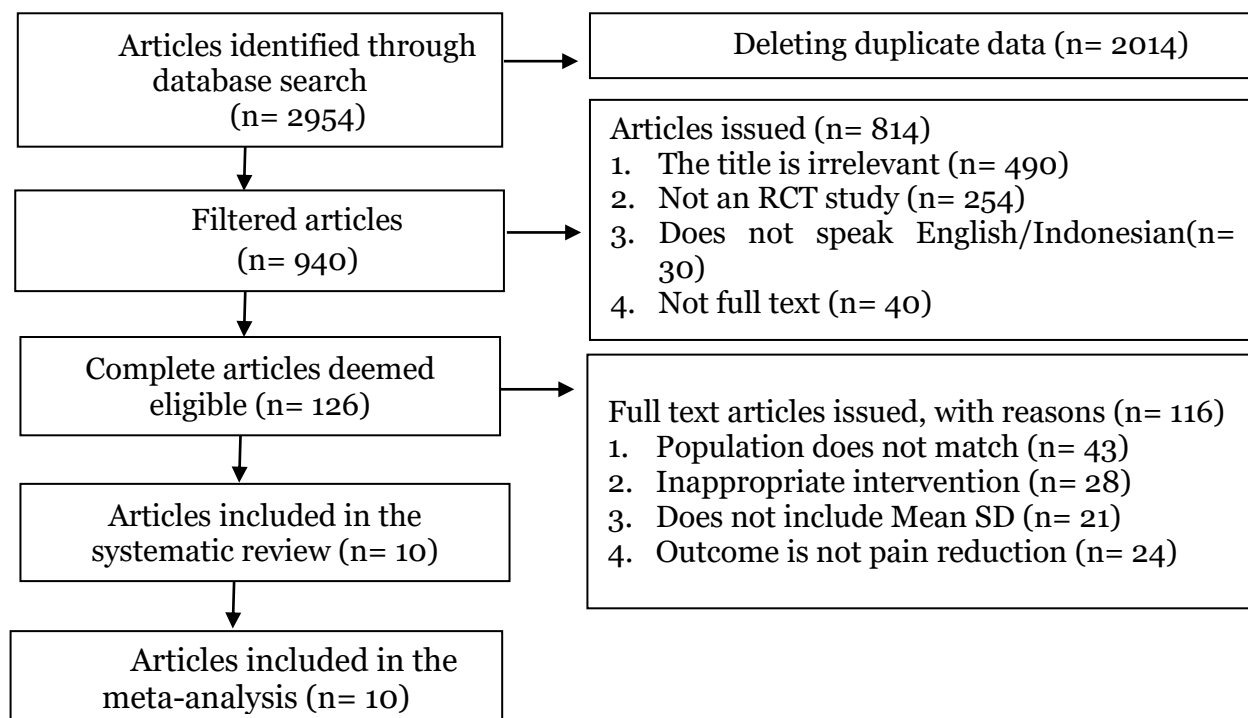 Articles identified through
database search
(n= 2954)
Deleting duplicate data (n= 2014)
Filtered articles
(n= 940)
Articles issued (n= 814)
1. The title is irrelevant (n= 490)
2. Not an RCT study (n= 254)
3. Does not speak English/Indonesian(n=
30)
4. Not full text (n= 40)
Complete articles deemed
eligible (n= 126)
Full text articles issued, with reasons (n= 116)
1. Population does not match (n= 43)
2. Inappropriate intervention (n= 28)
3. Does not include Mean SD (n= 21)
4. Outcome is not pain reduction (n= 24)
Articles included in the
systematic review (n= 10)
Articles included in the
meta-analysis (n= 10)